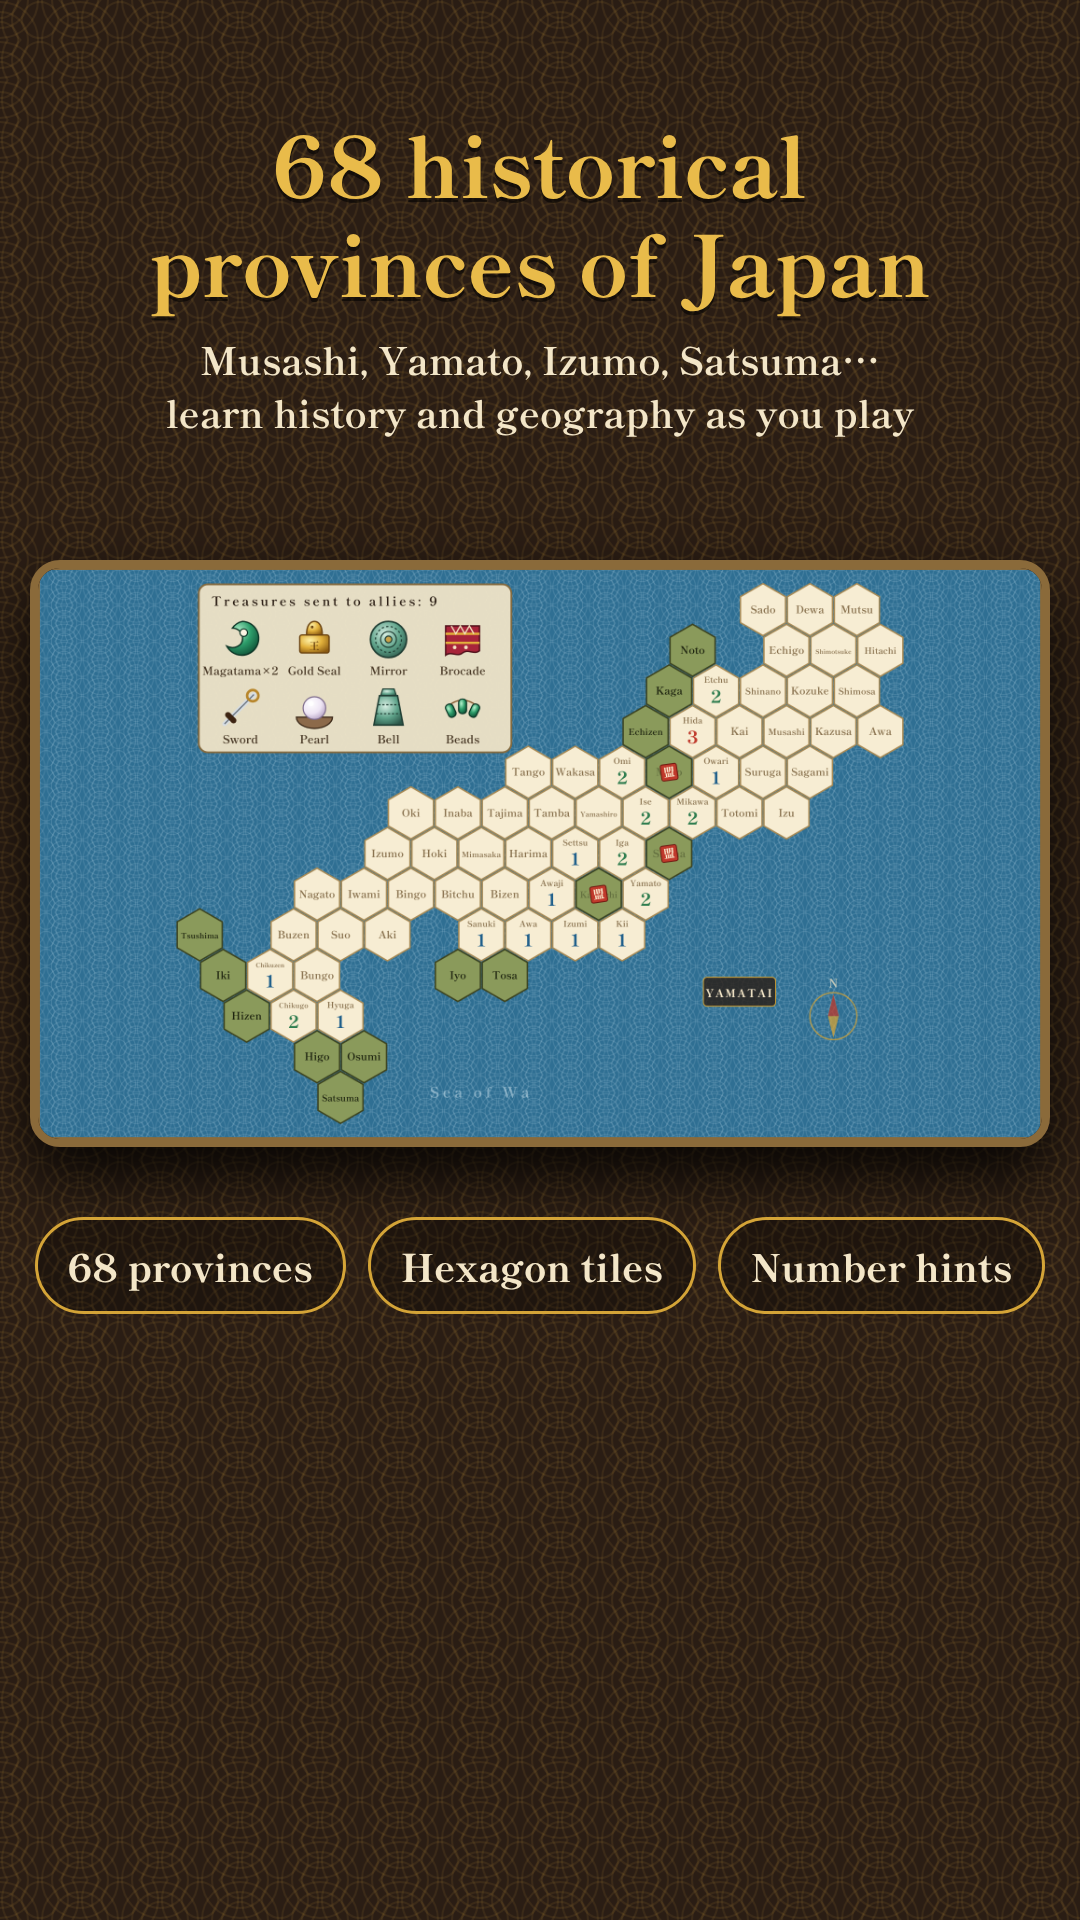 68 historical
provinces of Japan
Musashi, Yamato, Izumo, Satsuma…
learn history and geography as you play
Treasures sent to allies: 9
Magatama×2 Gold Seal Mirror Brocade
Sword Pearl Bell Beads
Sado Dewa Mutsu
Noto Echigo Shimotsuke Hitachi
Kaga Etchu 2 Shinano Kozuke Shimosa
Echizen Hida 3 Kai Musashi Kazusa Awa
Tango Wakasa Omi 2 Owari 1 Suruga Sagami
Oki Inaba Tajima Tamba Yamashiro Ise 2 Mikawa 2 Totomi Izu
Izumo Hoki Mimasaka Harima Settsu 1 Iga 2
Nagato Iwami Bingo Bitchu Bizen Awaji 1 Yamato 2
Tsushima Buzen Suo Aki Sanuki 1 Awa 1 Izumi 1 Kii 1
Iki Chikuzen 1 Bungo Iyo Tosa
Hizen Chikugo 2 Hyuga 1
Higo Osumi
Satsuma
YAMATAI
N
Sea of Wa
68 provinces
Hexagon tiles
Number hints